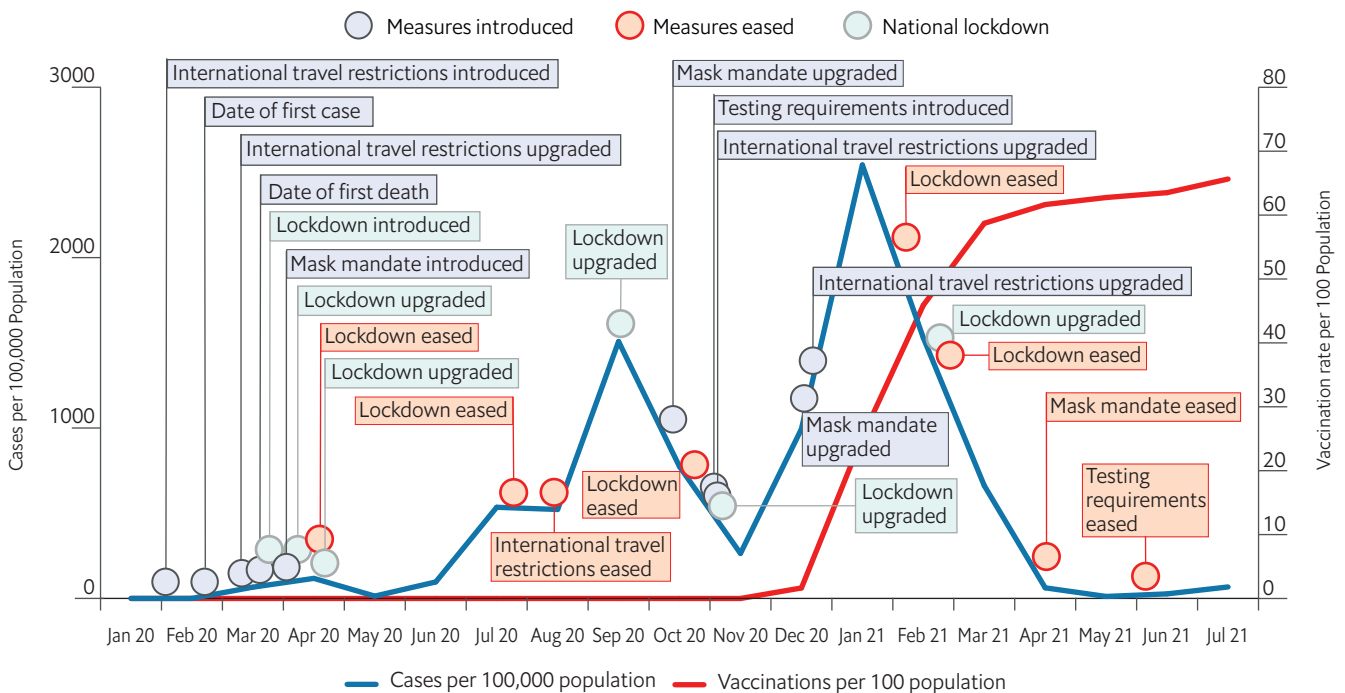 Measures introduced
Measures eased
National lockdown
3000
80
International travel restrictions introduced
Mask mandate upgraded
Date of first case
Testing requirements introduced
International travel restrictions upgraded
International travel restrictions upgraded
70
Date of first death
Lockdown eased
Lockdown introduced
60
Mask mandate introduced
Lockdown
upgraded
2000
International travel restrictions upgraded
50
Lockdown upgraded
Lockdown upgraded
Lockdown eased
Lockdown eased
40
Lockdown upgraded
Lockdown eased
Mask mandate eased
30
1000
Mask mandate
upgraded
Lockdown
eased
Lockdown
upgraded
Testing
requirements
eased
20
International travel
restrictions eased
10
0
0
Cases per 100,000 Population
Vaccination rate per 100 Population
Jan 20
Feb 20
Mar 20
Apr 20
May 20
Jun 20
Jul 20
Aug 20
Sep 20
Oct 20
Nov 20
Dec 20
Jan 21
Feb 21
Mar 21
Apr 21
May 21
Jun 21
Jul 21
Cases per 100,000 population
Vaccinations per 100 population